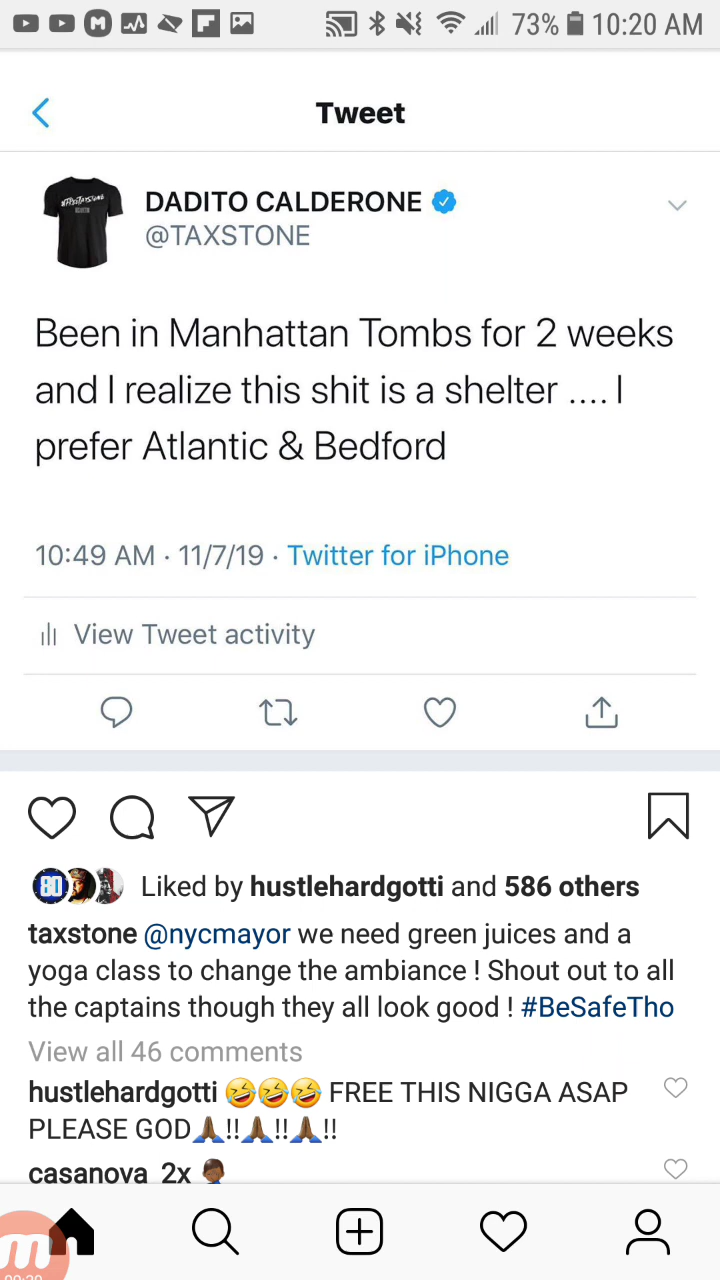 73% 10:20 AM
Tweet
DADITO CALDERONE
@TAXSTONE
Been in Manhattan Tombs for 2 weeks
and I realize this shit is a shelter .... I
prefer Atlantic & Bedford
10:49 AM · 11/7/19 · Twitter for iPhone
View Tweet activity
80
Liked by hustlehardgotti and 586 others
taxstone @nycmayor we need green juices and a
yoga class to change the ambiance ! Shout out to all
the captains though they all look good ! #BeSafeTho
View all 46 comments
hustlehardgotti 🤣🤣🤣 FREE THIS NIGGA ASAP
PLEASE GOD🙏🏾!!🙏🏾!!🙏🏾!!
casanova_2x 🤦🏾‍♂️